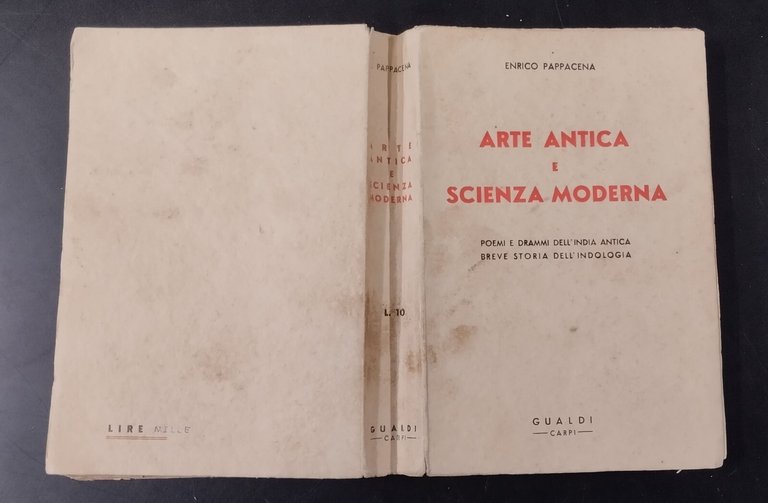 LIRE MILLE
PAPPACENA
ARTE
ANTICA
E
SCIENZA
MODERNA
L. 10
GUALDI
CARPI
ENRICO PAPPACENA
ARTE ANTICA
E
SCIENZA MODERNA
POEMI E DRAMMI DELL'INDIA ANTICA
BREVE STORIA DELL'INDOLOGIA
GUALDI
CARPI